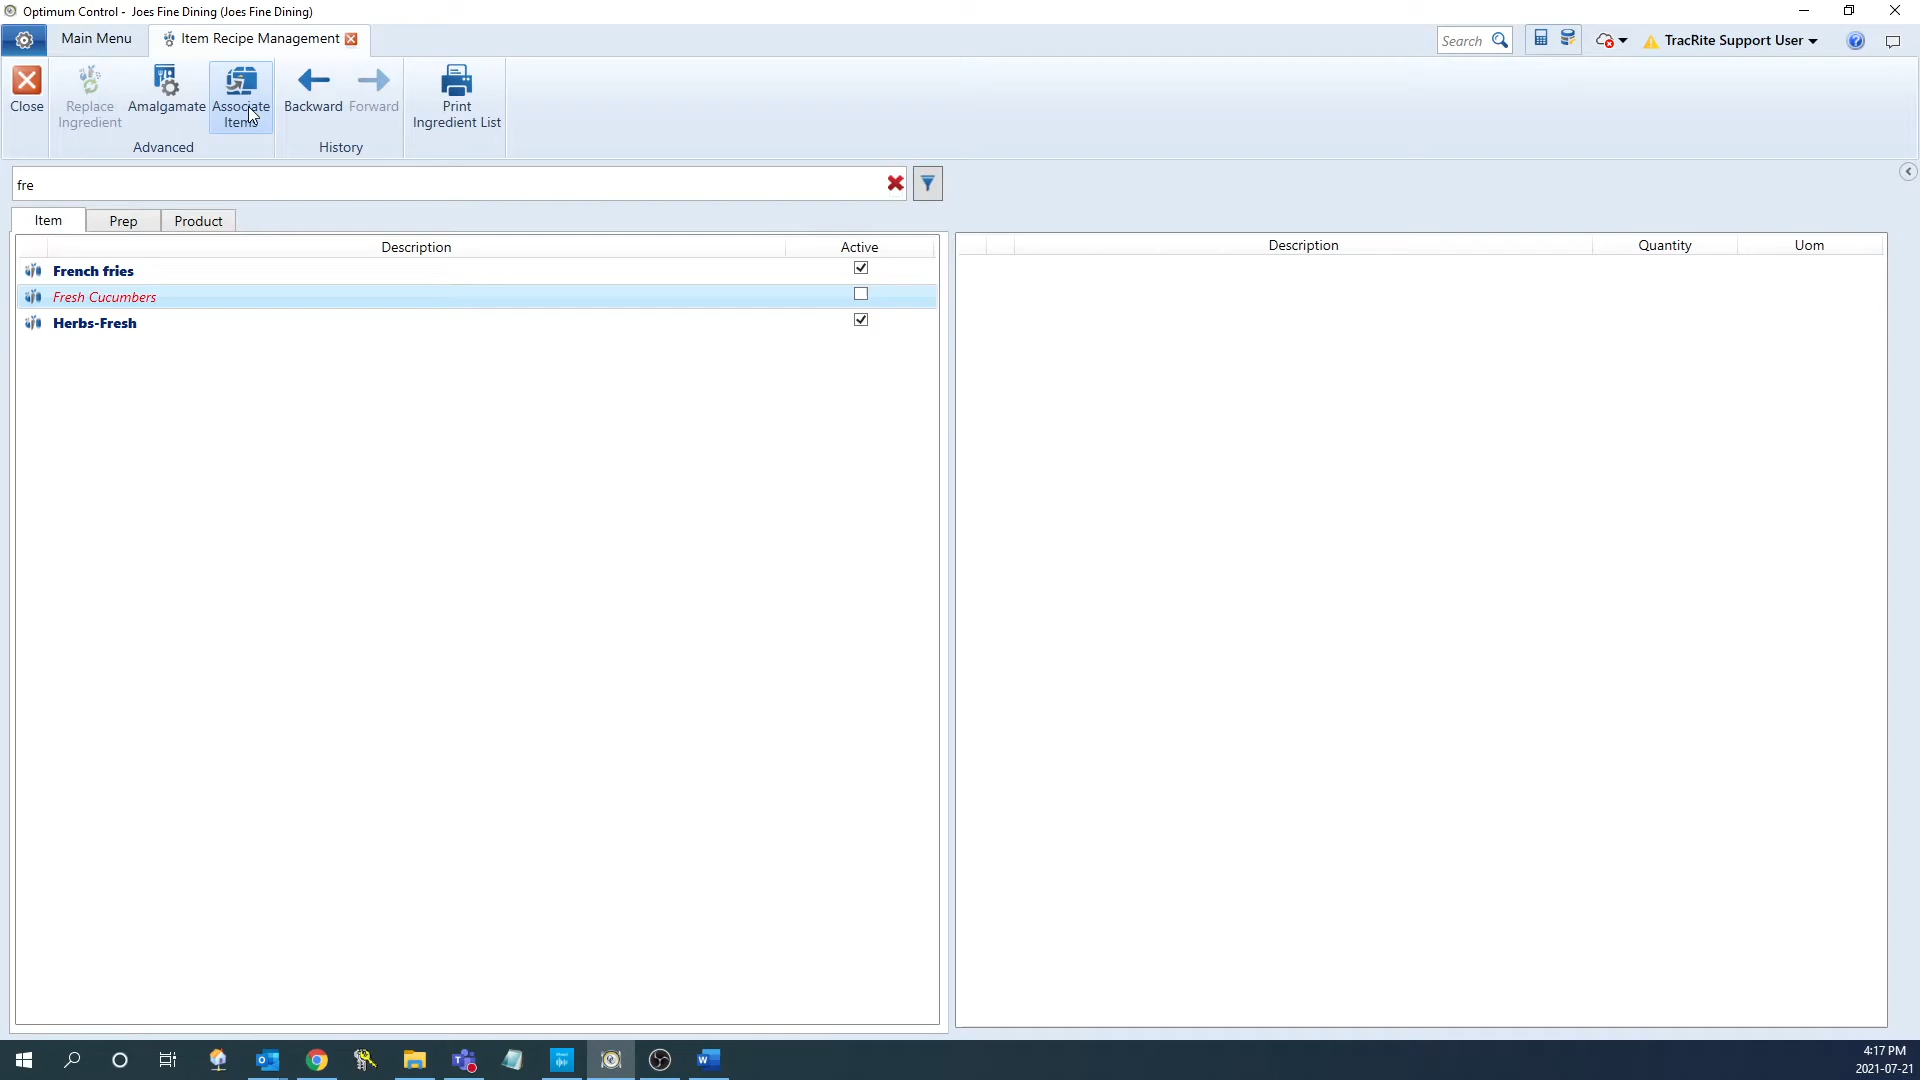 Optimum Control - Joes Fine Dining (Joes Fine Dining)
Main Menu
Item Recipe Management
Search
TracRite Support User
Close
Replace Ingredient
Amalgamate
Associate Items
Backward
Forward
Print Ingredient List
Advanced
History
fre
Item
Prep
Product
Description
Active
French fries
Fresh Cucumbers
Herbs-Fresh
Description
Quantity
Uom
4:17 PM
2021-07-21